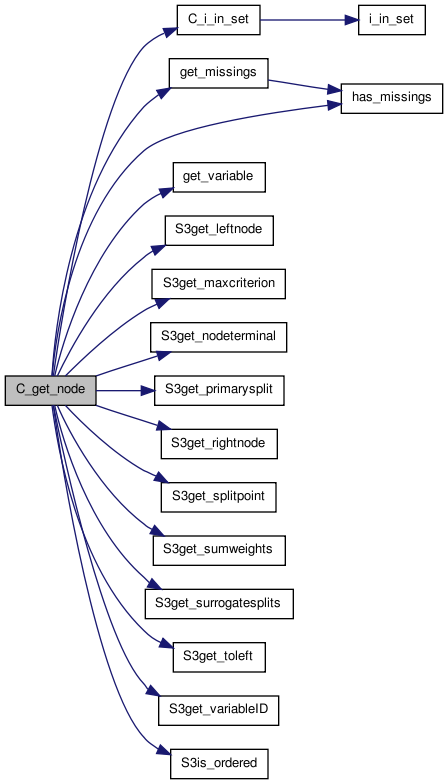 C_i_in_set
i_in_set
get_missings
has_missings
get_variable
S3get_leftnode
S3get_maxcriterion
S3get_nodeterminal
C_get_node
S3get_primarysplit
S3get_rightnode
S3get_splitpoint
S3get_sumweights
S3get_surrogatesplits
S3get_toleft
S3get_variableID
S3is_ordered